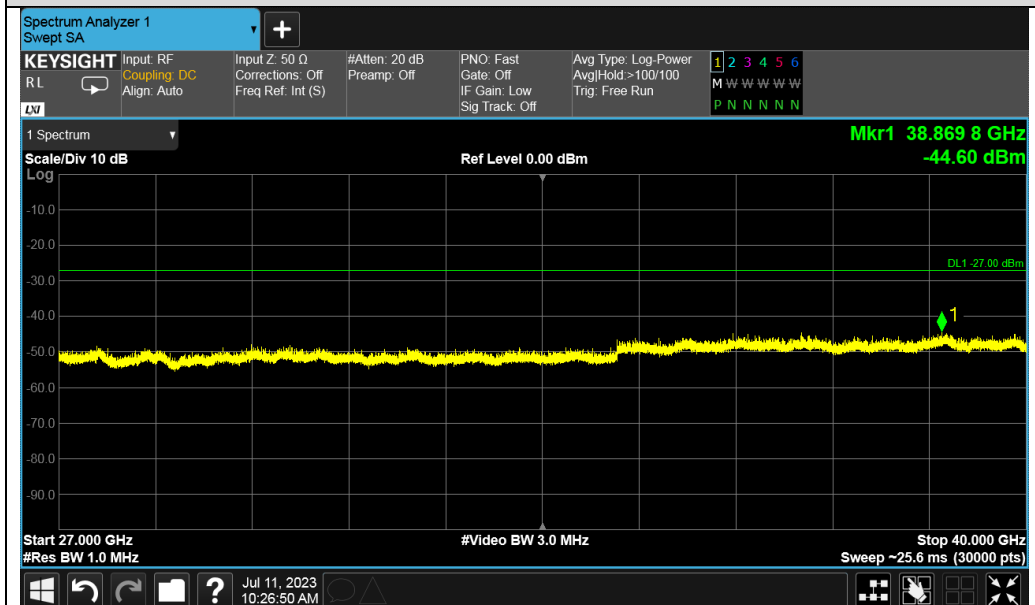 Spectrum Analyzer 1
Swept SA
+
KEYSIGHT
R L
LXI
Input: RF
Coupling: DC
Align: Auto
Input Z: 50 Ω
Corrections: Off
Freq Ref: Int (S)
#Atten: 20 dB
Preamp: Off
PNO: Fast
Gate: Off
IF Gain: Low
Sig Track: Off
Avg Type: Log-Power
Avg|Hold:>100/100
Trig: Free Run
1 2 3 4 5 6
M W W W W W
P N N N N N
1 Spectrum
Scale/Div 10 dB
Ref Level 0.00 dBm
Mkr1 38.869 8 GHz
-44.60 dBm
Log
-10.0
-20.0
DL1 -27.00 dBm
-30.0
-40.0
1
-50.0
-60.0
-70.0
-80.0
-90.0
Start 27.000 GHz
#Video BW 3.0 MHz
Stop 40.000 GHz
#Res BW 1.0 MHz
Sweep ~25.6 ms (30000 pts)
?
Jul 11, 2023
10:26:50 AM